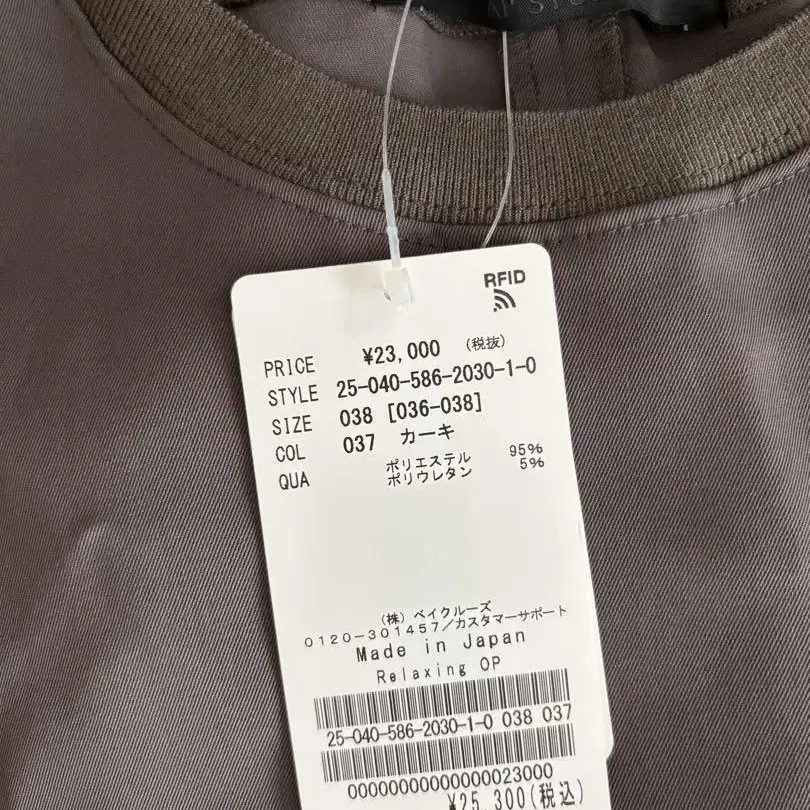 RFID
PRICE ¥23,000 (税抜)
STYLE 25-040-586-2030-1-0
SIZE 038 [036-038]
COL 037 カーキ
QUA ポリエステル 95%
ポリウレタン 5%
(株)ベイクルーズ
0120-301457/カスタマーサポート
Made in Japan
Relaxing OP
25-040-586-2030-1-0 038 037
00000000000000023000
¥25,300(税込)